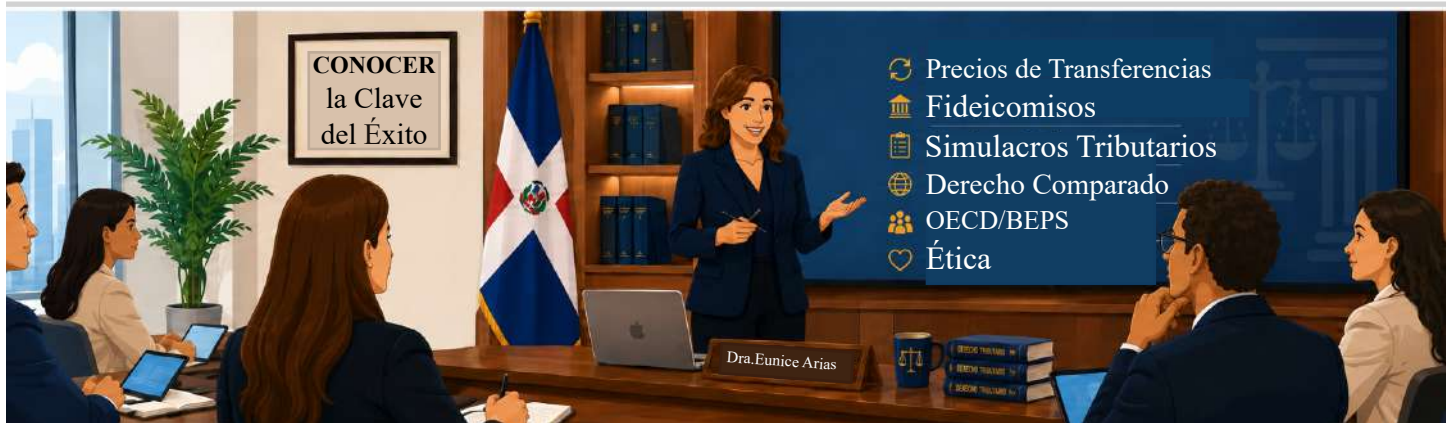 CONOCER
la Clave
del Éxito
Precios de Transferencias
Fideicomisos
Simulacros Tributarios
Derecho Comparado
OECD/BEPS
Ética
Dra.Eunice Arias
DERECHO TRIBUTARIO
DERECHO TRIBUTARIO
DERECHO TRIBUTARIO